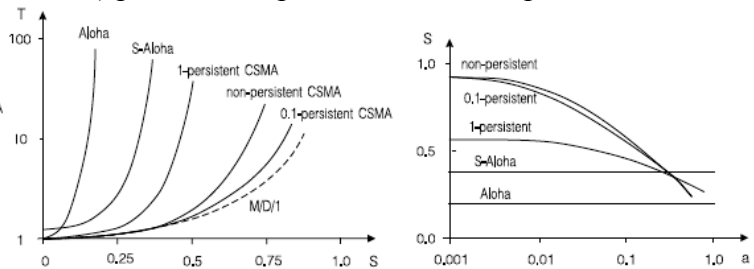 T
100
10
1
Aloha
S-Aloha
1-persistent CSMA
non-persistent CSMA
0.1-persistent CSMA
M/D/1
0 0.25 0.5 0.75 1.0 S
S
1.0
0.5
0.0
non-persistent
0.1-persistent
1-persistent
S-Aloha
Aloha
0.001 0.01 0.1 1 a